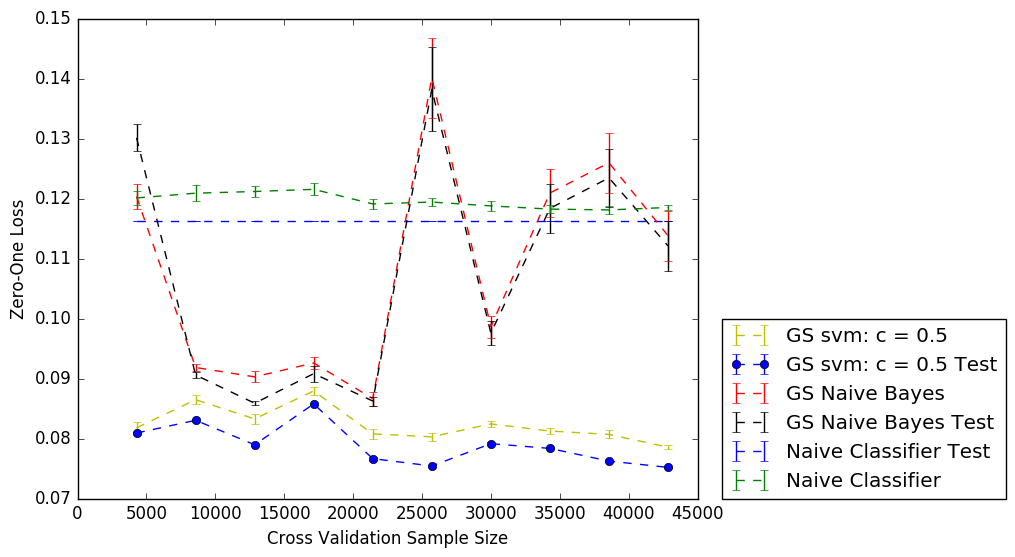 0.15
0.14
0.13
0.12
0.11
0.10
0.09
0.08
0.07
Zero-One Loss
0 5000 10000 15000 20000 25000 30000 35000 40000 45000
Cross Validation Sample Size
GS svm: c = 0.5
GS svm: c = 0.5 Test
GS Naive Bayes
GS Naive Bayes Test
Naive Classifier Test
Naive Classifier